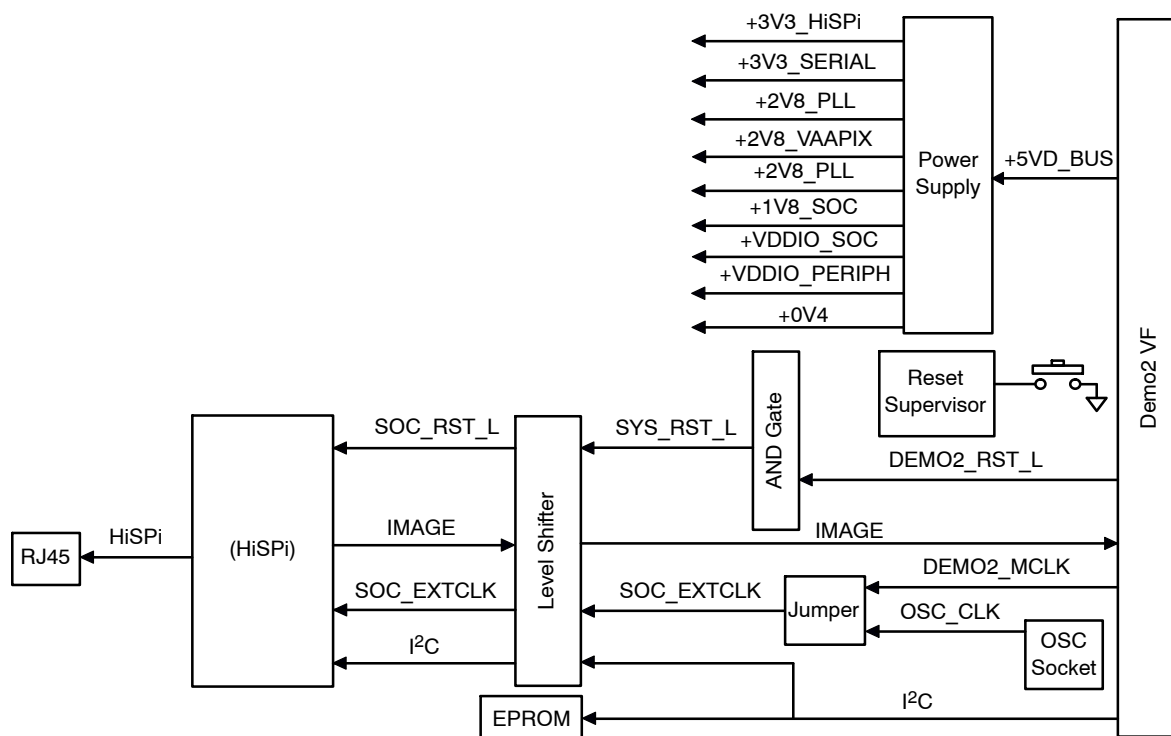 +3V3_HiSPi
+3V3_SERIAL
+2V8_PLL
+2V8_VAAPIX
+2V8_PLL
+1V8_SOC
+VDDIO_SOC
+VDDIO_PERIPH
+0V4
Power
Supply
+5VD_BUS
Demo2 VF
Reset
Supervisor
AND Gate
SOC_RST_L
SYS_RST_L
DEMO2_RST_L
HiSPi
RJ45
(HiSPi)
IMAGE
Level Shifter
IMAGE
DEMO2_MCLK
SOC_EXTCLK
SOC_EXTCLK
Jumper
OSC_CLK
OSC
Socket
I²C
EPROM
I²C